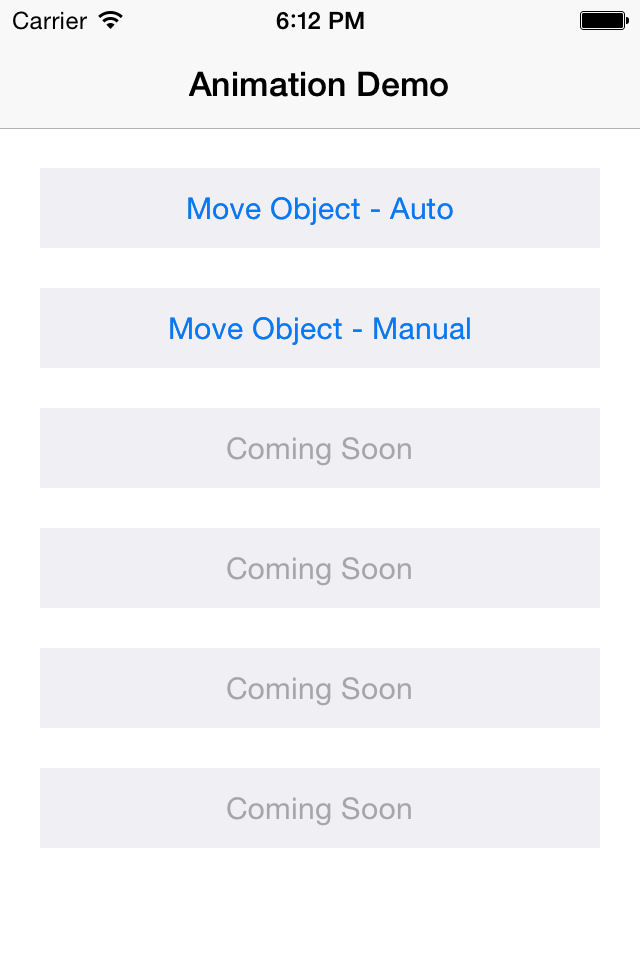 Carrier 6:12 PM
Animation Demo
Move Object - Auto
Move Object - Manual
Coming Soon
Coming Soon
Coming Soon
Coming Soon